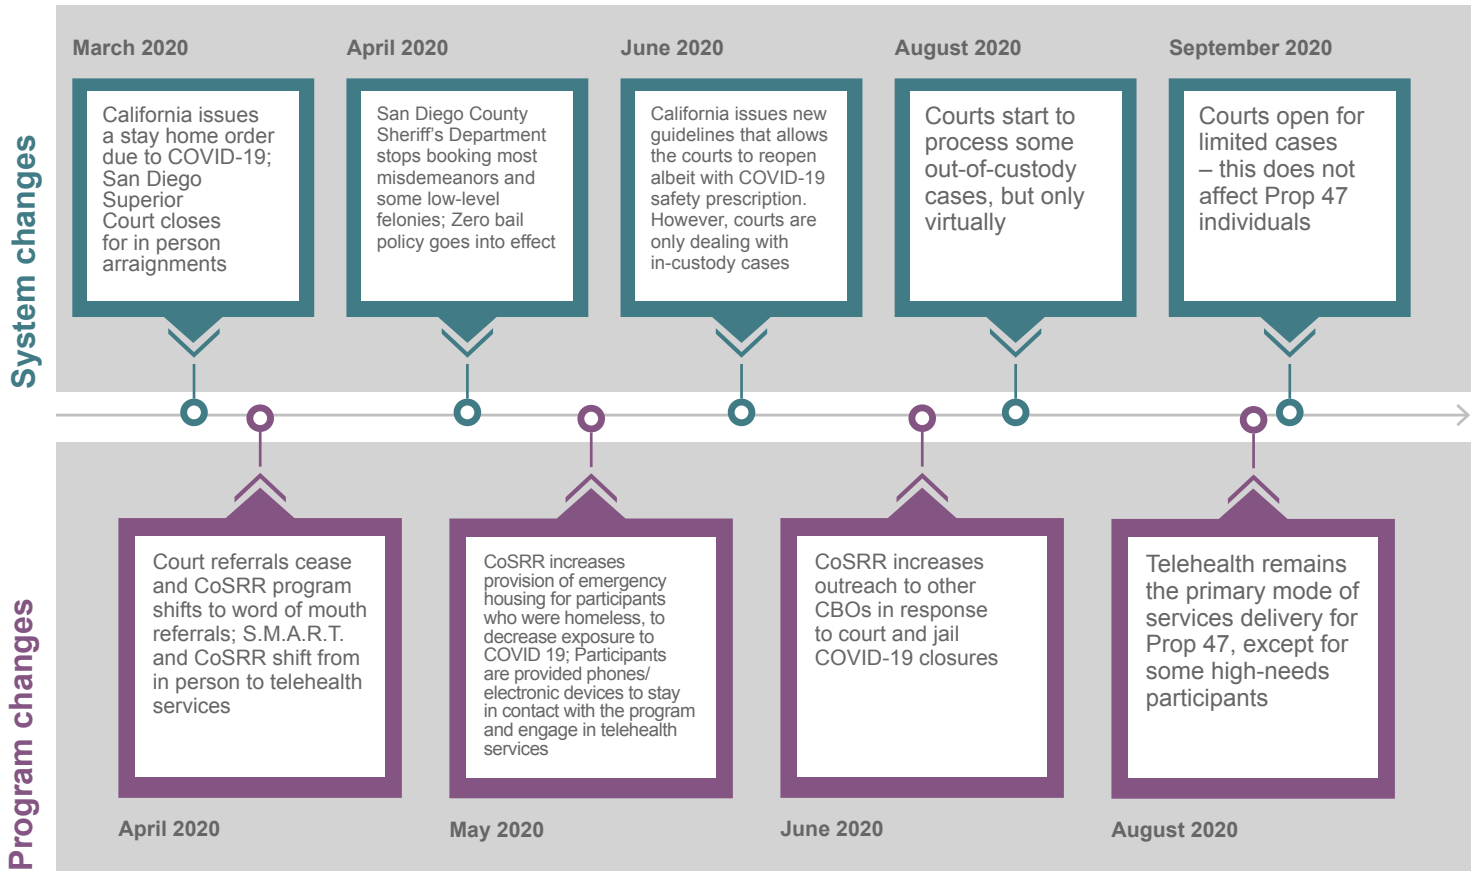 System changes
March 2020
California issues
a stay home order
due to COVID-19;
San Diego
Superior
Court closes
for in person
arraignments
April 2020
San Diego County
Sheriff's Department
stops booking most
misdemeanors and
some low-level
felonies; Zero bail
policy goes into effect
June 2020
California issues new
guidelines that allows
the courts to reopen
albeit with COVID-19
safety prescription.
However, courts are
only dealing with
in-custody cases
August 2020
Courts start to
process some
out-of-custody
cases, but only
virtually
September 2020
Courts open for
limited cases
– this does not
affect Prop 47
individuals
Program changes
Court referrals cease
and CoSRR program
shifts to word of mouth
referrals; S.M.A.R.T.
and CoSRR shift from
in person to telehealth
services
April 2020
CoSRR increases
provision of emergency
housing for participants
who were homeless, to
decrease exposure to
COVID 19; Participants
are provided phones/
electronic devices to stay
in contact with the program
and engage in telehealth
services
May 2020
CoSRR increases
outreach to other
CBOs in response
to court and jail
COVID-19 closures
June 2020
Telehealth remains
the primary mode of
services delivery for
Prop 47, except for
some high-needs
participants
August 2020